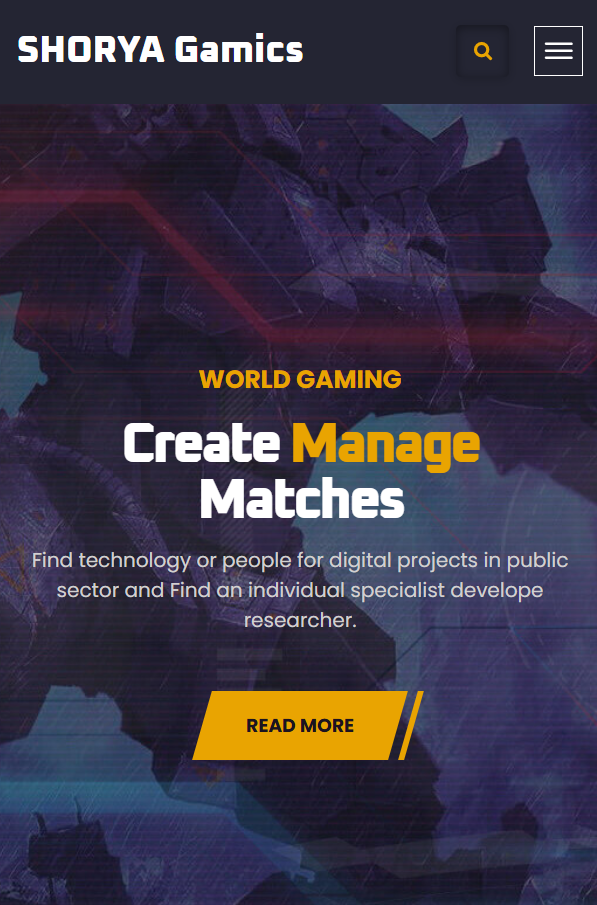 SHORYA Gamics
WORLD GAMING
Create Manage
Matches
Find technology or people for digital projects in public
sector and Find an individual specialist develope
researcher.
READ MORE